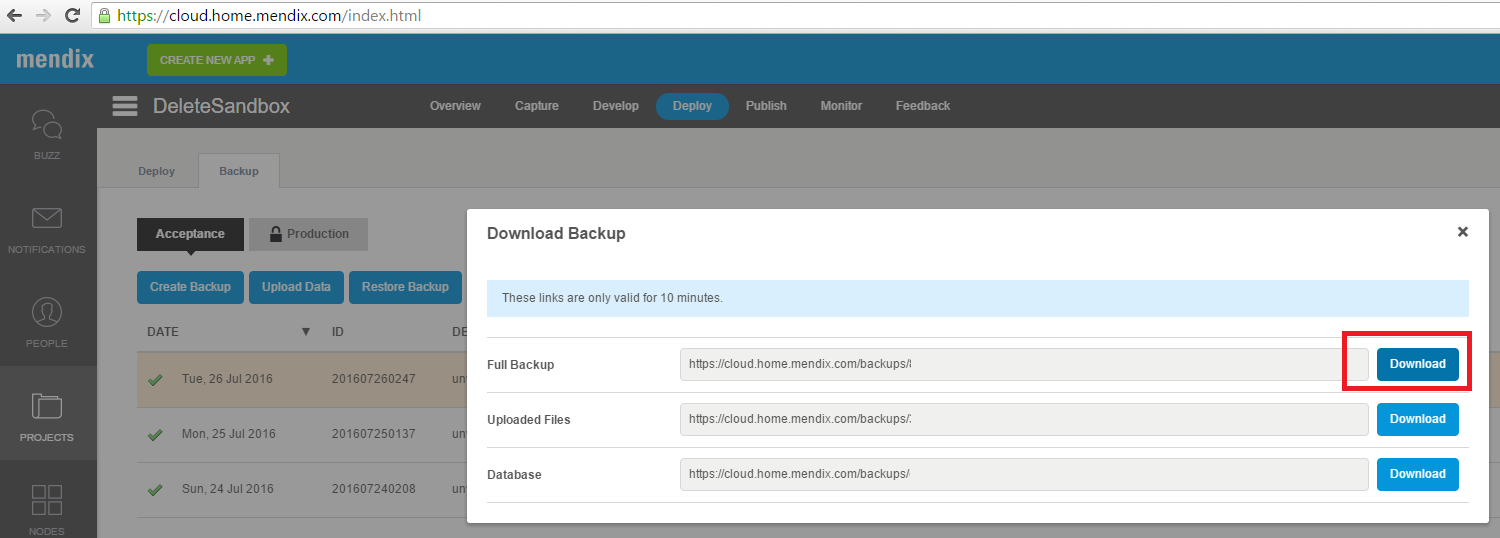 https://cloud.home.mendix.com/index.html
mendix
CREATE NEW APP
DeleteSandbox
Overview Capture Develop Deploy Publish Monitor Feedback
BUZZ
NOTIFICATIONS
PEOPLE
PROJECTS
NODES
Deploy Backup
Acceptance Production
Create Backup Upload Data Restore Backup
DATE ID
Tue, 26 Jul 2016 201607260247
Mon, 25 Jul 2016 201607250137
Sun, 24 Jul 2016 201607240208
Download Backup
These links are only valid for 10 minutes.
Full Backup https://cloud.home.mendix.com/backups/ Download
Uploaded Files https://cloud.home.mendix.com/backups/ Download
Database https://cloud.home.mendix.com/backups/ Download